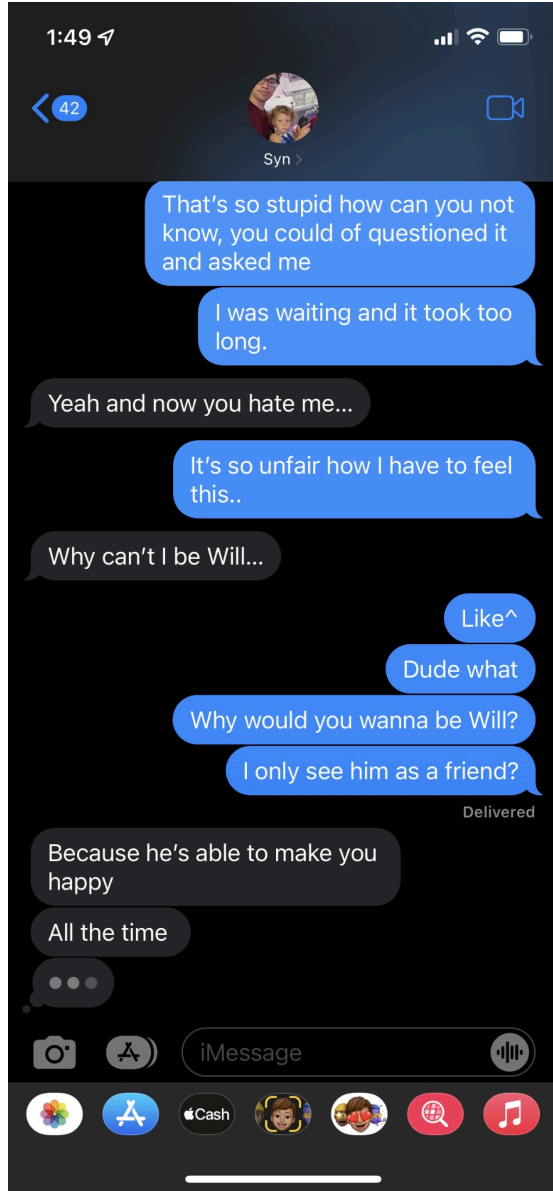 1:49
42
Syn
That's so stupid how can you not
know, you could of questioned it
and asked me
I was waiting and it took too
long.
Yeah and now you hate me...
It's so unfair how I have to feel
this..
Why can't I be Will...
Like^
Dude what
Why would you wanna be Will?
I only see him as a friend?
Delivered
Because he's able to make you
happy
All the time
iMessage
Cash